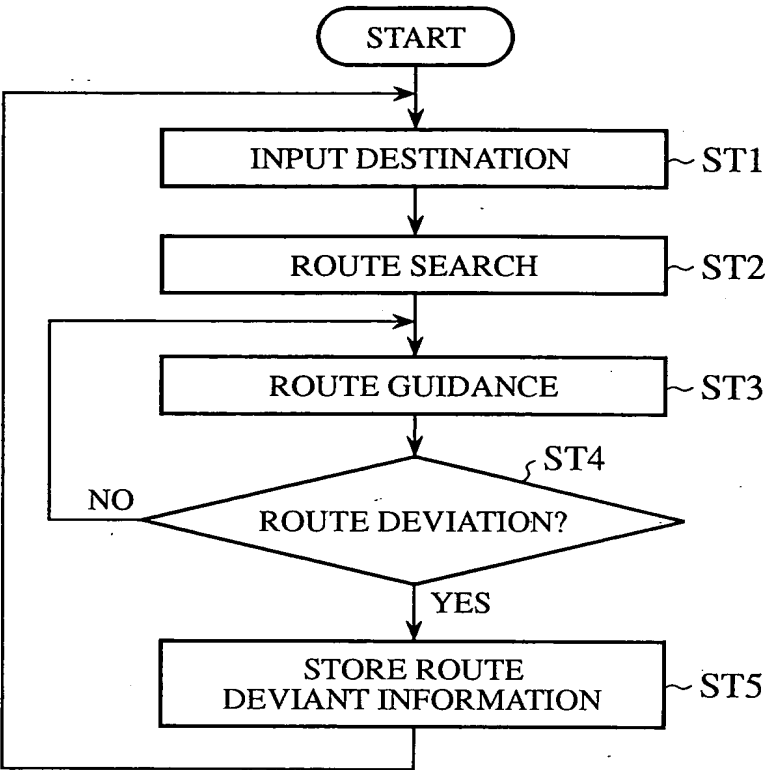 START
INPUT DESTINATION
ST1
ROUTE SEARCH
ST2
ROUTE GUIDANCE
ST3
ST4
NO
ROUTE DEVIATION?
YES
STORE ROUTE
DEVIANT INFORMATION
ST5